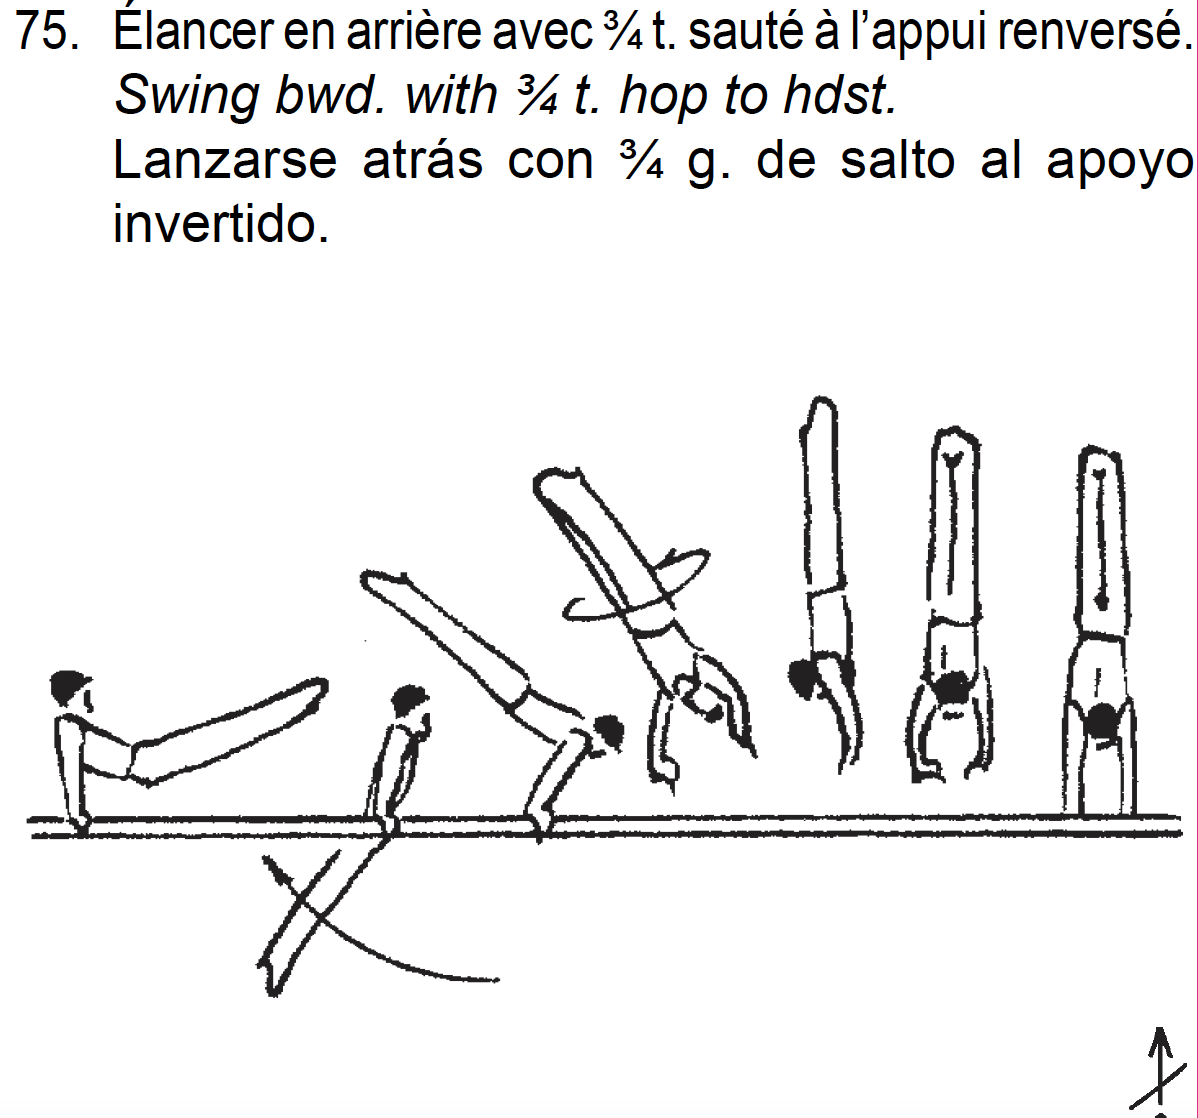 75. Élancer en arrière avec ¾ t. sauté à l’appui renversé.
Swing bwd. with ¾ t. hop to hdst.
Lanzarse atrás con ¾ g. de salto al apoyo
invertido.